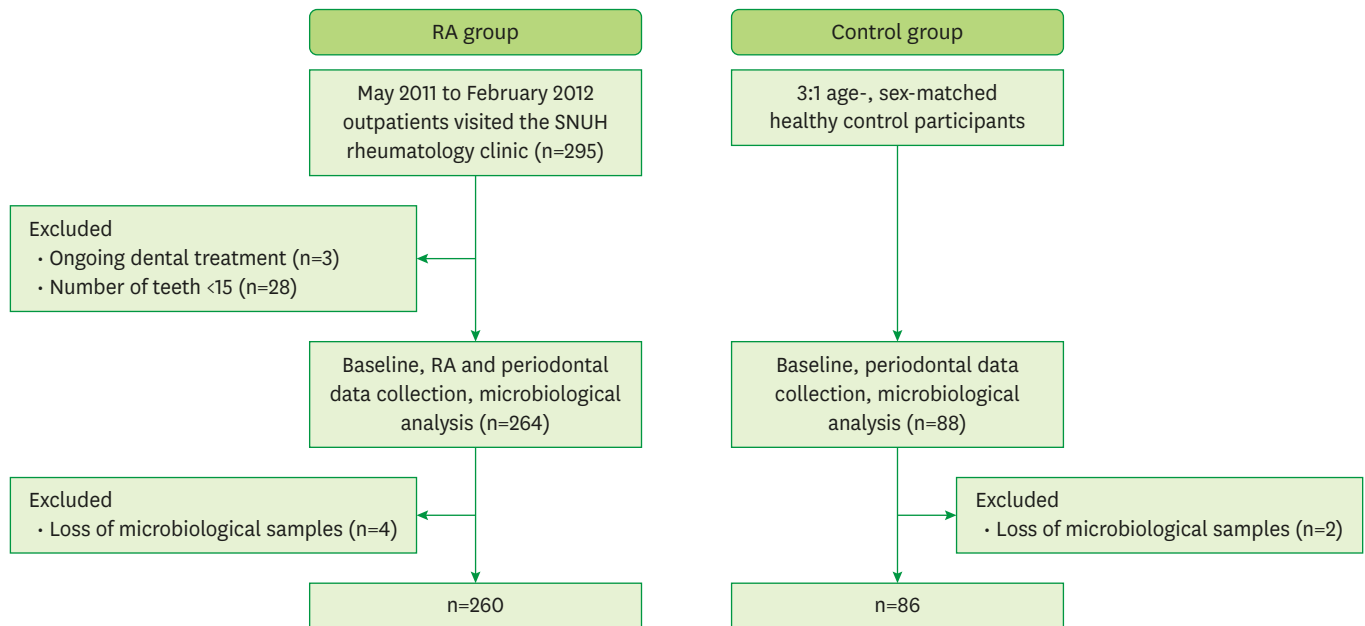 RA group
May 2011 to February 2012
outpatients visited the SNUH
rheumatology clinic (n=295)
Excluded
· Ongoing dental treatment (n=3)
· Number of teeth <15 (n=28)
Baseline, RA and periodontal
data collection, microbiological
analysis (n=264)
Excluded
· Loss of microbiological samples (n=4)
n=260
Control group
3:1 age-, sex-matched
healthy control participants
Baseline, periodontal data
collection, microbiological
analysis (n=88)
Excluded
· Loss of microbiological samples (n=2)
n=86